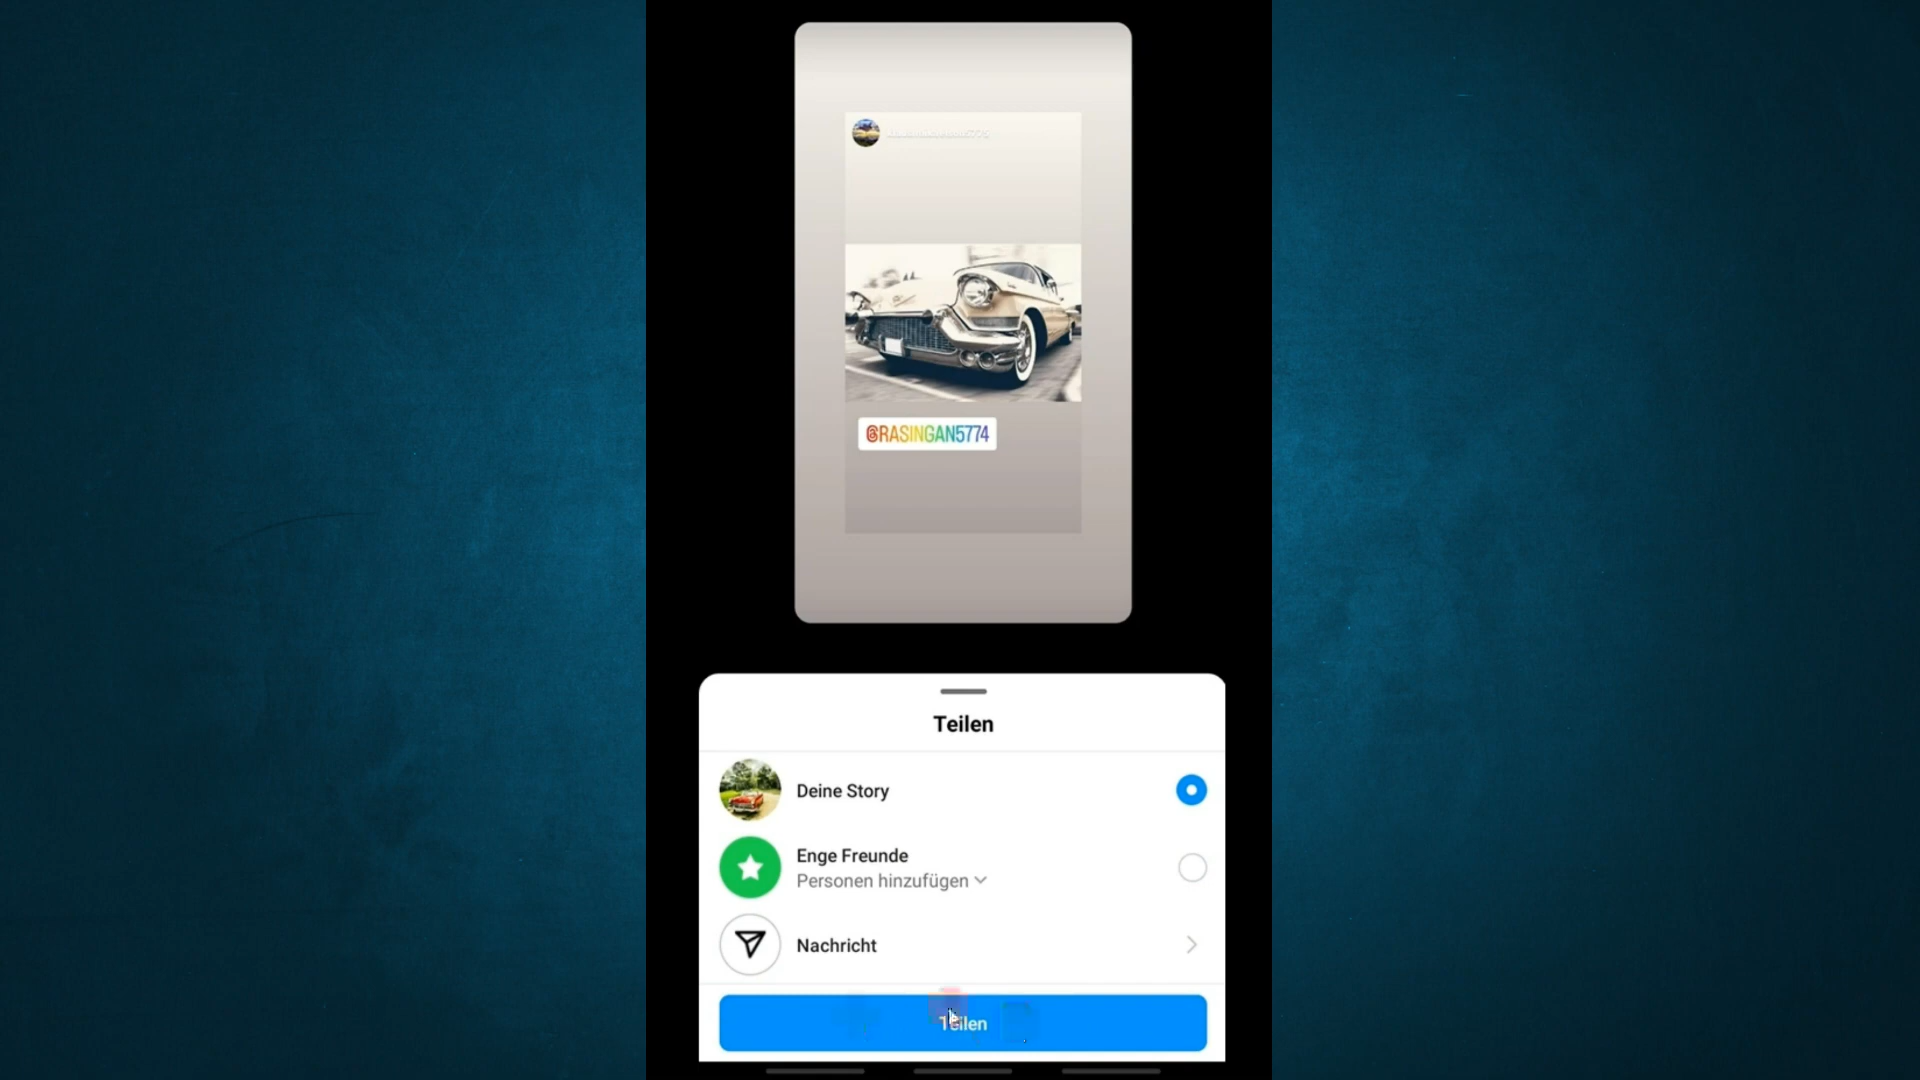 @RASINGAN5774
Teilen
Deine Story
Enge Freunde
Personen hinzufügen
Nachricht
Teilen